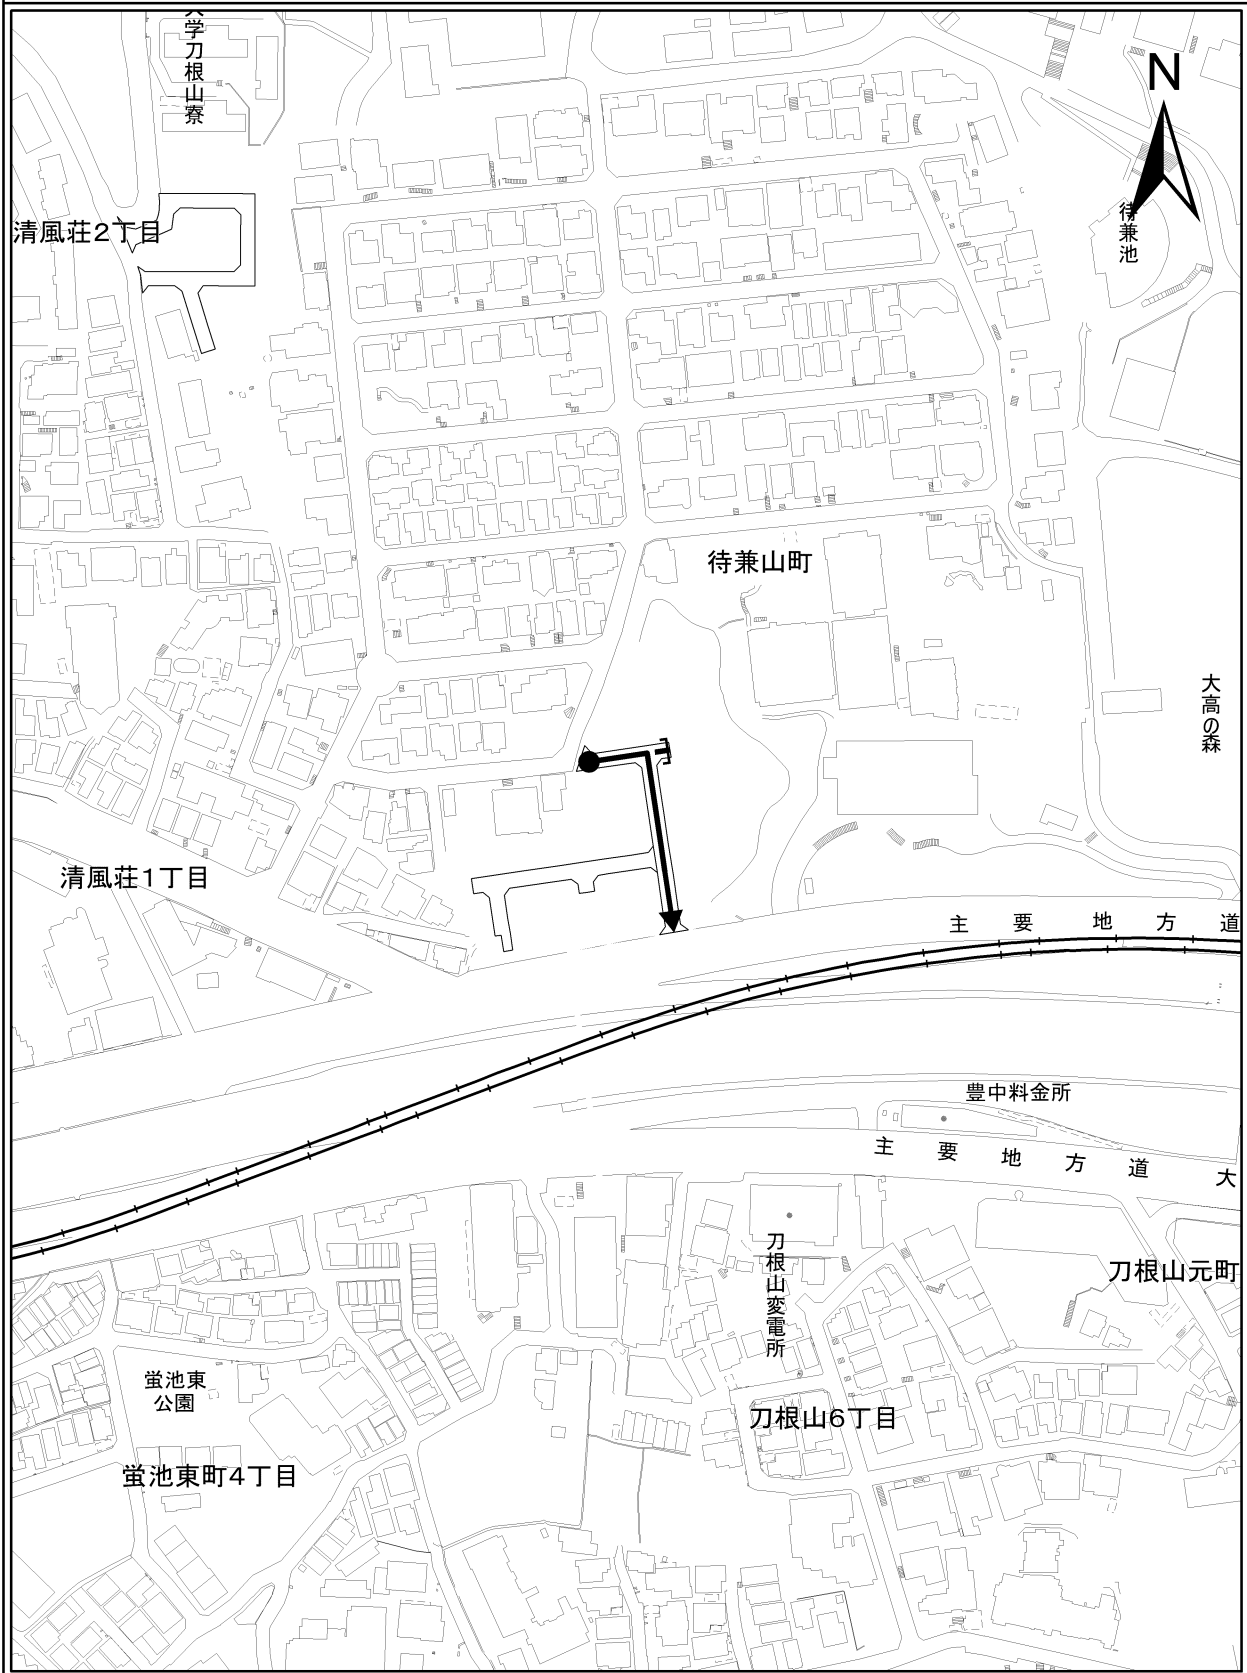 学刀根山寮
N
清風荘2丁目
待兼池
待兼山町
大高の森
清風荘1丁目
主要地方道
豊中料金所
主要地方道大
刀根山変電所
刀根山元町
蛍池東
公園
刀根山6丁目
蛍池東町4丁目